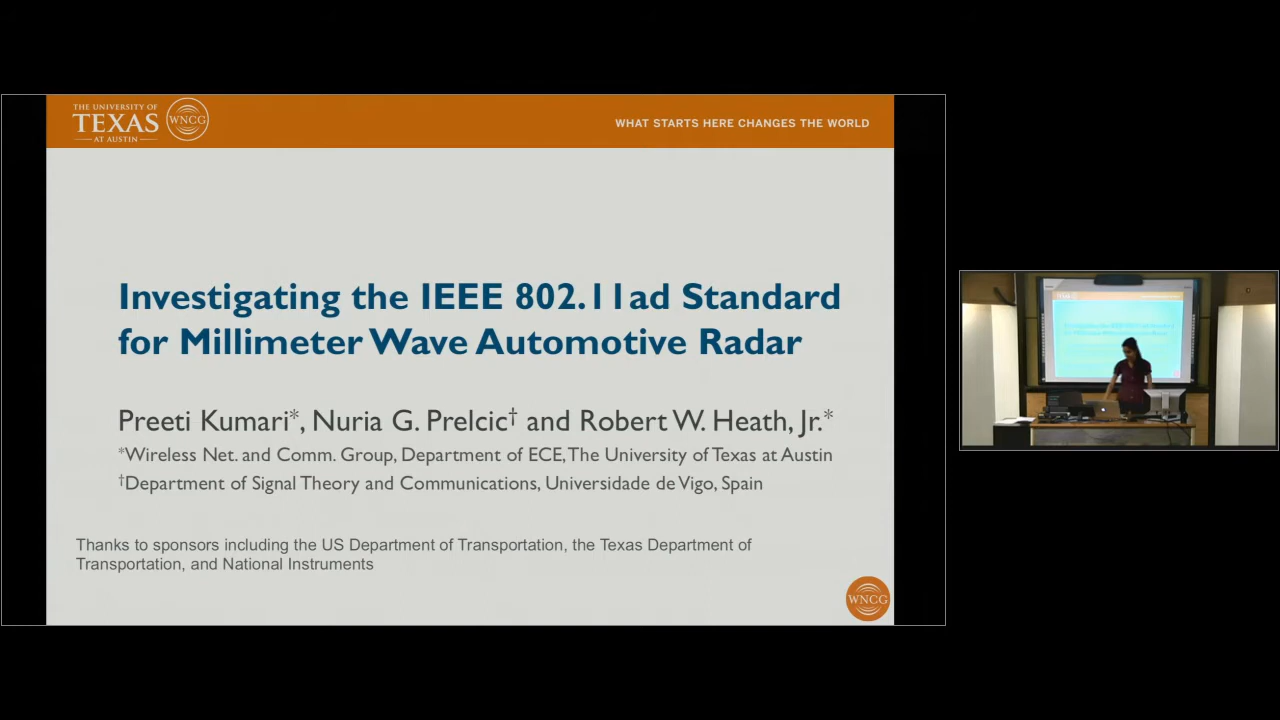 THE UNIVERSITY OF
TEXAS
AT AUSTIN
WNCG
WHAT STARTS HERE CHANGES THE WORLD
Investigating the IEEE 802.11ad Standard
for Millimeter Wave Automotive Radar
Preeti Kumari*, Nuria G. Prelcic† and Robert W. Heath, Jr.*
*Wireless Net. and Comm. Group, Department of ECE, The University of Texas at Austin
†Department of Signal Theory and Communications, Universidade de Vigo, Spain
Thanks to sponsors including the US Department of Transportation, the Texas Department of
Transportation, and National Instruments
WNCG